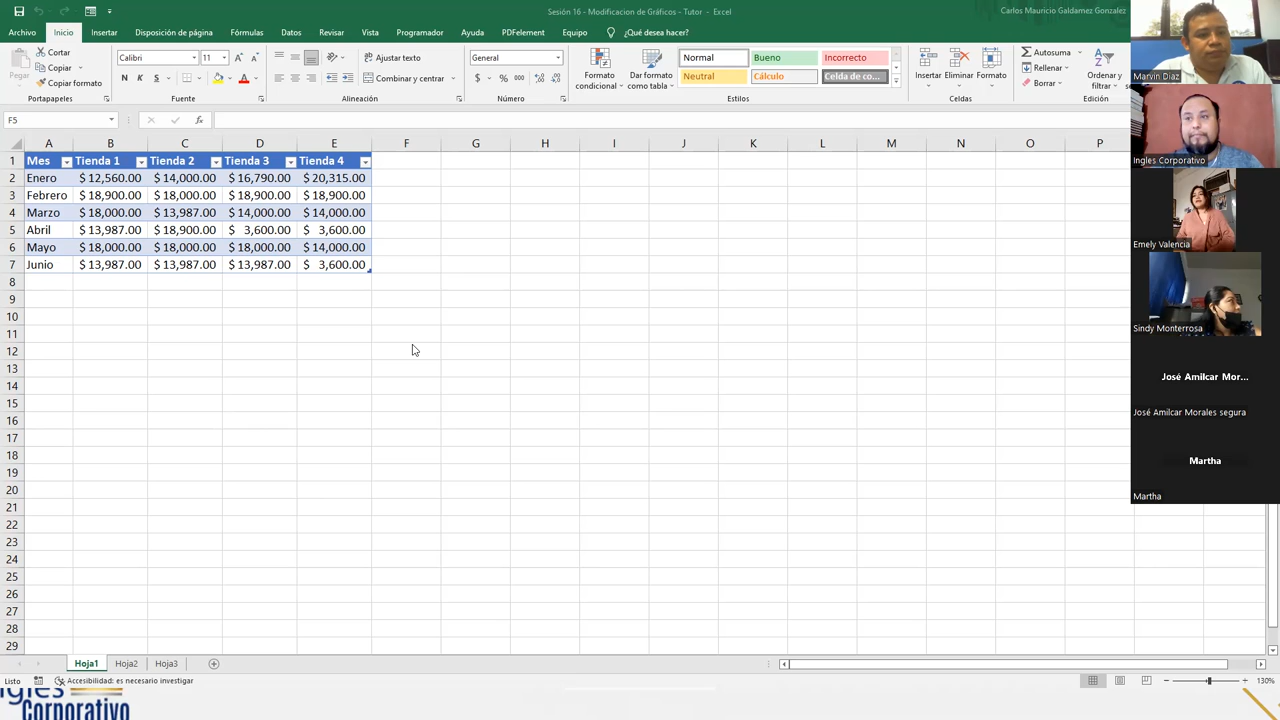 Sesión 16 - Modificacion de Gráficos - Tutor - Excel
Carlos Mauricio Galdamez Gonzalez
Archivo Inicio Insertar Disposición de página Fórmulas Datos Revisar Vista Programador Ayuda PDFelement Equipo ¿Qué desea hacer?
Pegar
Cortar
Copiar
Copiar formato
Portapapeles
Calibri 11
N K S
Fuente
Ajustar texto
Combinar y centrar
Alineación
General
$ % 000
Número
Formato condicional
Dar formato como tabla
Normal Bueno Incorrecto
Neutral Cálculo Celda de co...
Estilos
Insertar Eliminar Formato
Celdas
Autosuma
Rellenar
Borrar
Ordenar y filtrar
Edición
F5
fx
A B C D E F G H I J K L M N O P
1 Mes Tienda 1 Tienda 2 Tienda 3 Tienda 4
2 Enero $ 12,560.00 $ 14,000.00 $ 16,790.00 $ 20,315.00
3 Febrero $ 18,900.00 $ 18,000.00 $ 18,900.00 $ 18,900.00
4 Marzo $ 18,000.00 $ 13,987.00 $ 14,000.00 $ 14,000.00
5 Abril $ 13,987.00 $ 18,900.00 $ 3,600.00 $ 3,600.00
6 Mayo $ 18,000.00 $ 18,000.00 $ 18,000.00 $ 14,000.00
7 Junio $ 13,987.00 $ 13,987.00 $ 13,987.00 $ 3,600.00
8
9
10
11
12
13
14
15
16
17
18
19
20
21
22
23
24
25
26
27
28
29
Hoja1 Hoja2 Hoja3
Listo Accesibilidad: es necesario investigar 130%
Ingles
Corporativo
Marvin Diaz
Ingles Corporativo
Emely Valencia
Sindy Monterrosa
José Amilcar Mor...
José Amilcar Morales segura
Martha
Martha